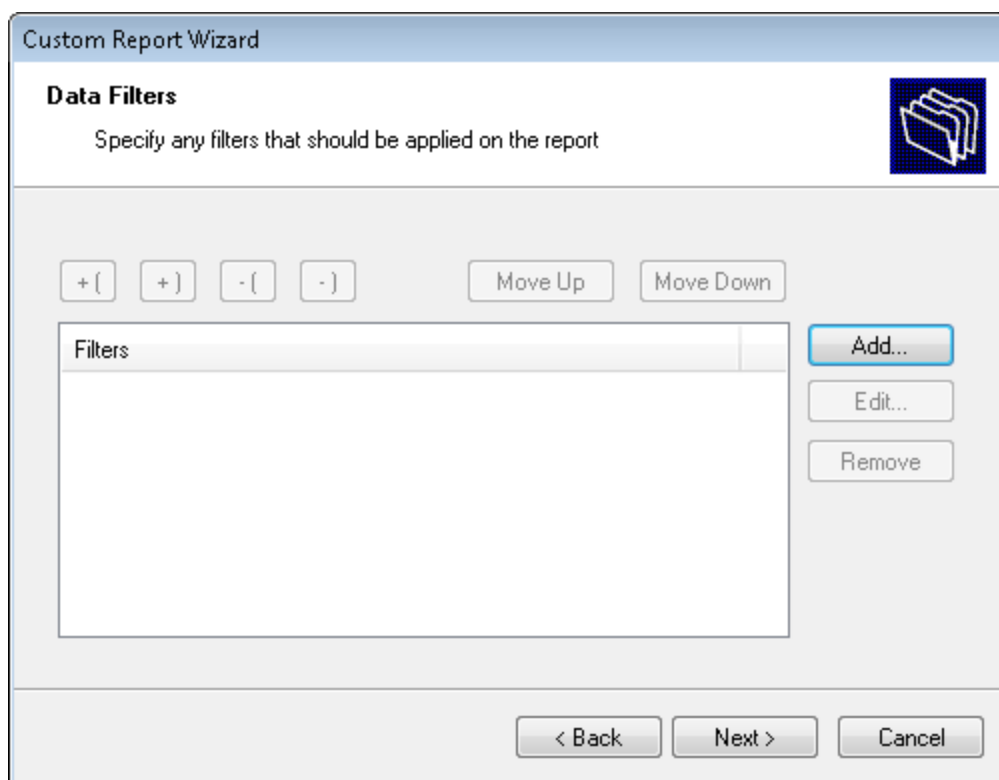 Custom Report Wizard
Data Filters
Specify any filters that should be applied on the report
+ ( + ) - ( - ) Move Up Move Down
Filters
Add...
Edit...
Remove
< Back Next > Cancel